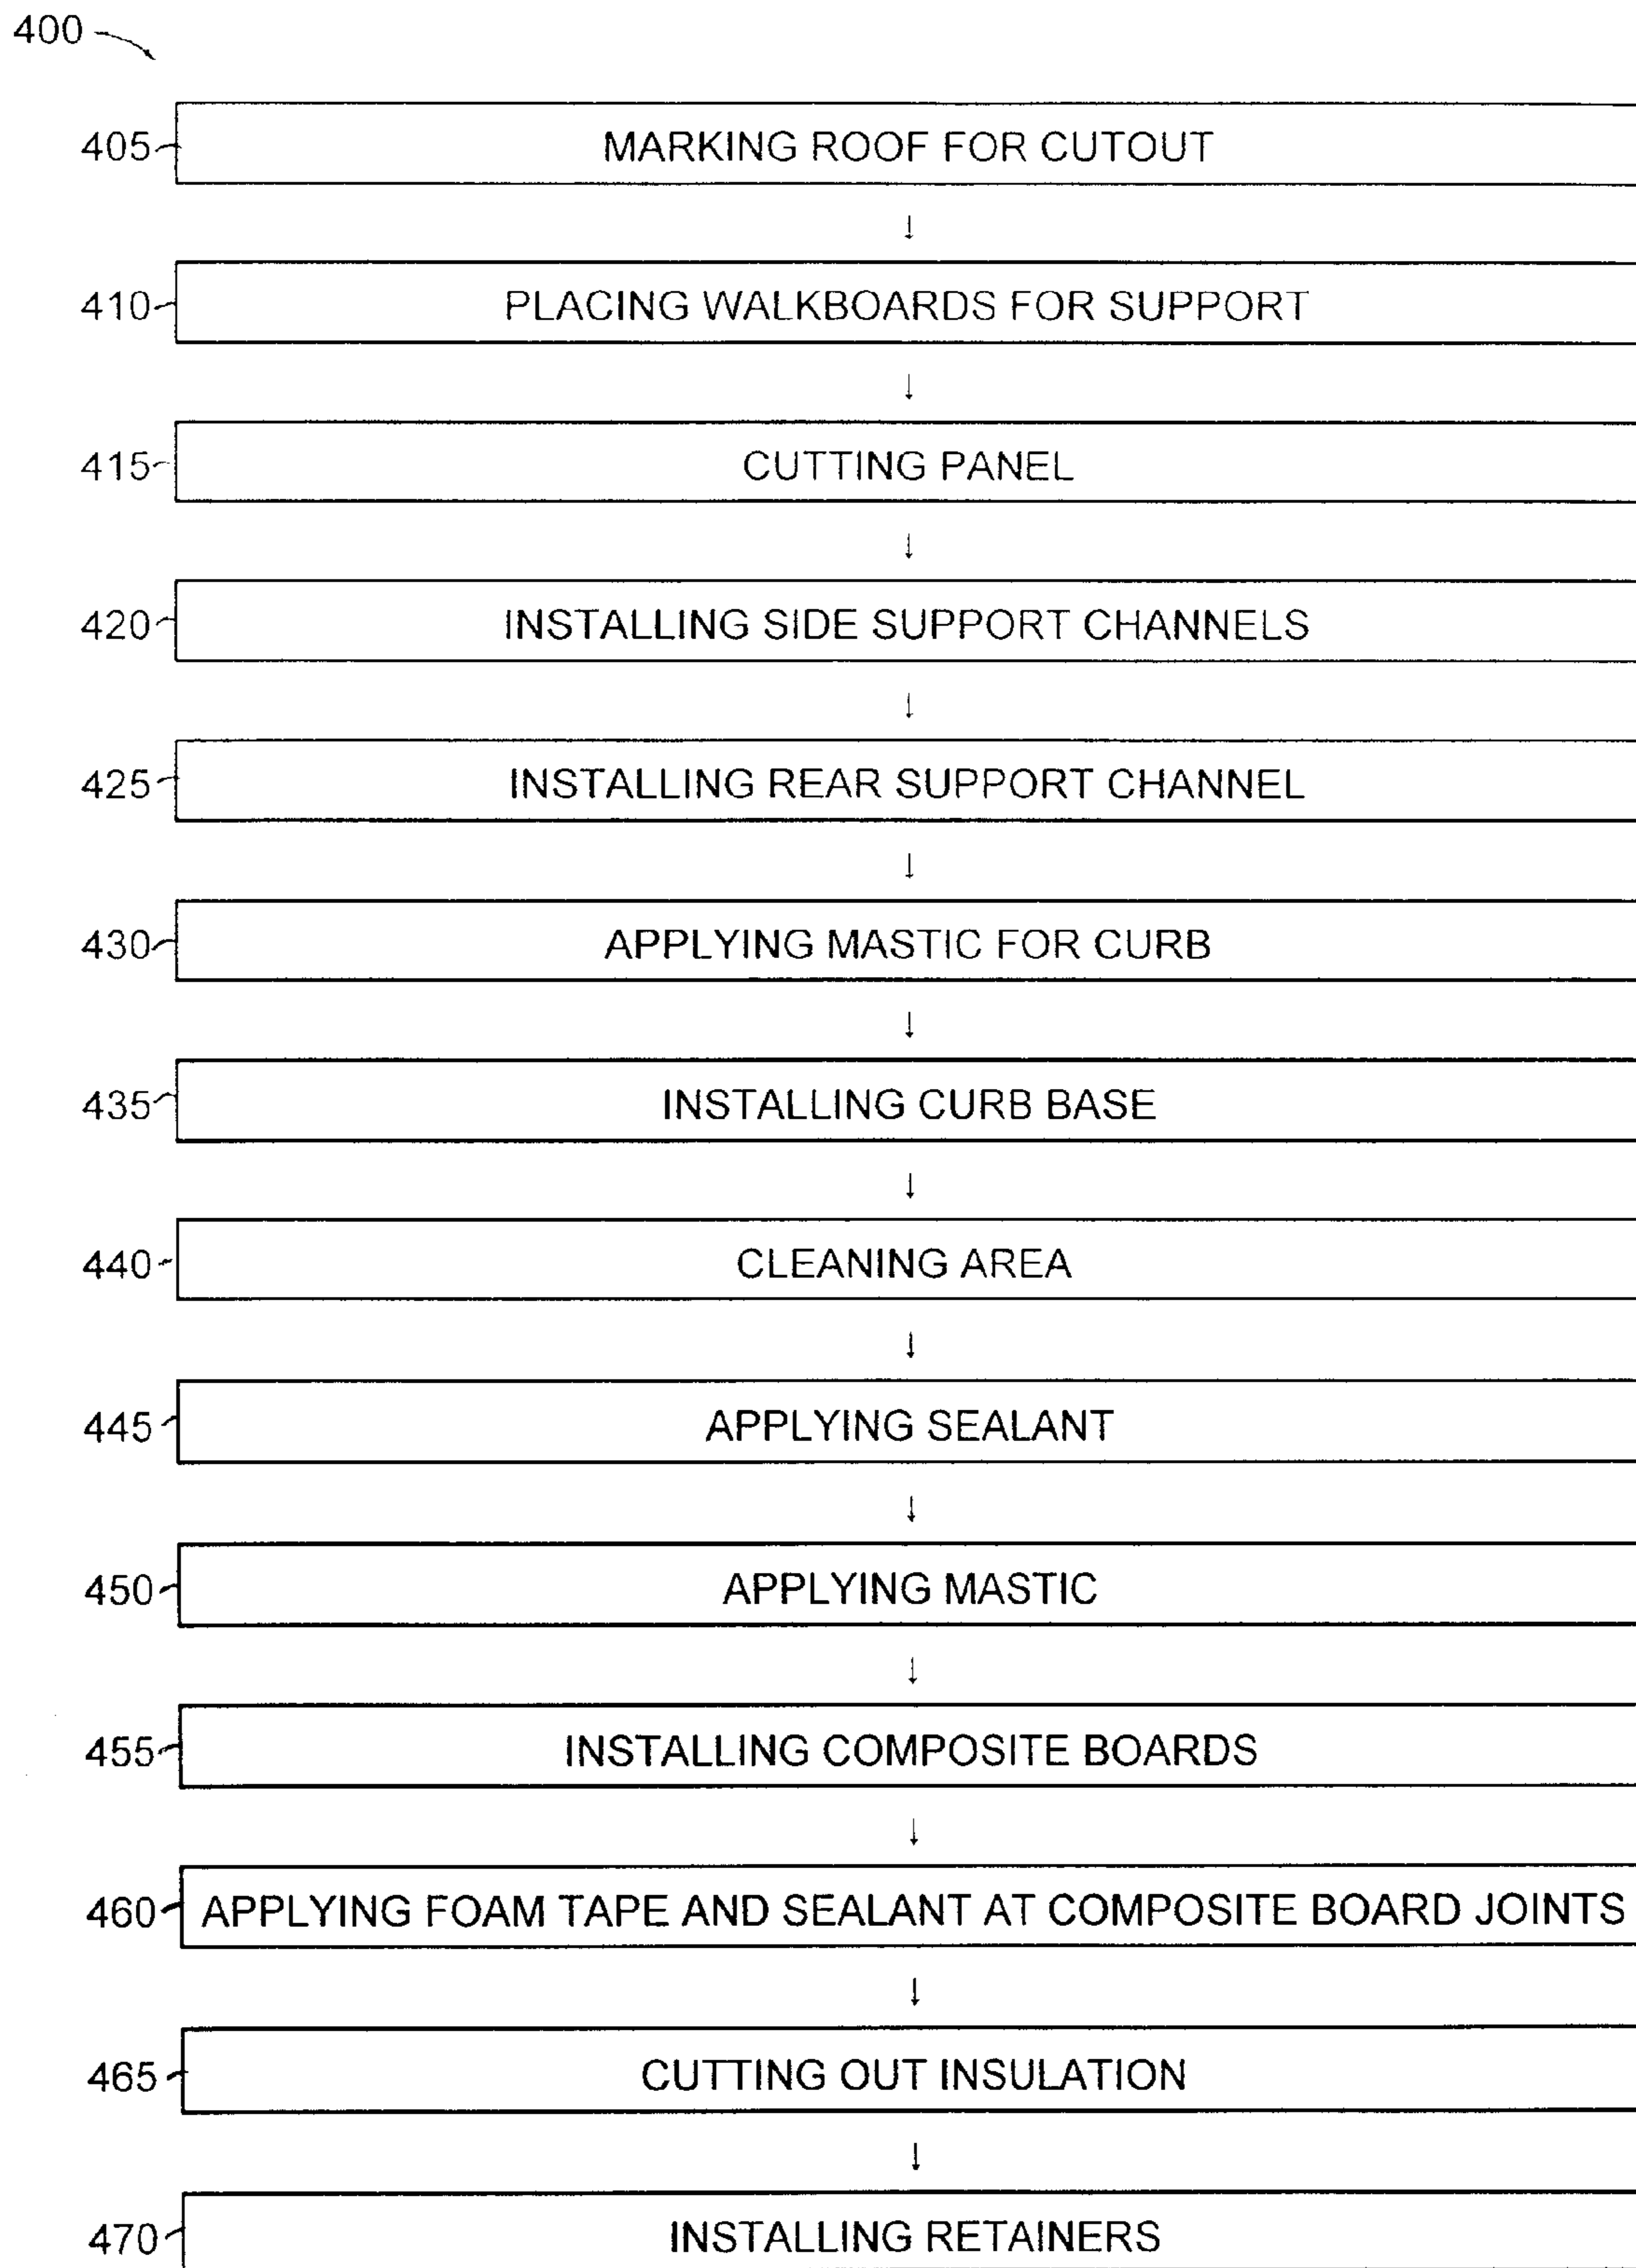 400
405 MARKING ROOF FOR CUTOUT
410 PLACING WALKBOARDS FOR SUPPORT
415 CUTTING PANEL
420 INSTALLING SIDE SUPPORT CHANNELS
425 INSTALLING REAR SUPPORT CHANNEL
430 APPLYING MASTIC FOR CURB
435 INSTALLING CURB BASE
440 CLEANING AREA
445 APPLYING SEALANT
450 APPLYING MASTIC
455 INSTALLING COMPOSITE BOARDS
460 APPLYING FOAM TAPE AND SEALANT AT COMPOSITE BOARD JOINTS
465 CUTTING OUT INSULATION
470 INSTALLING RETAINERS